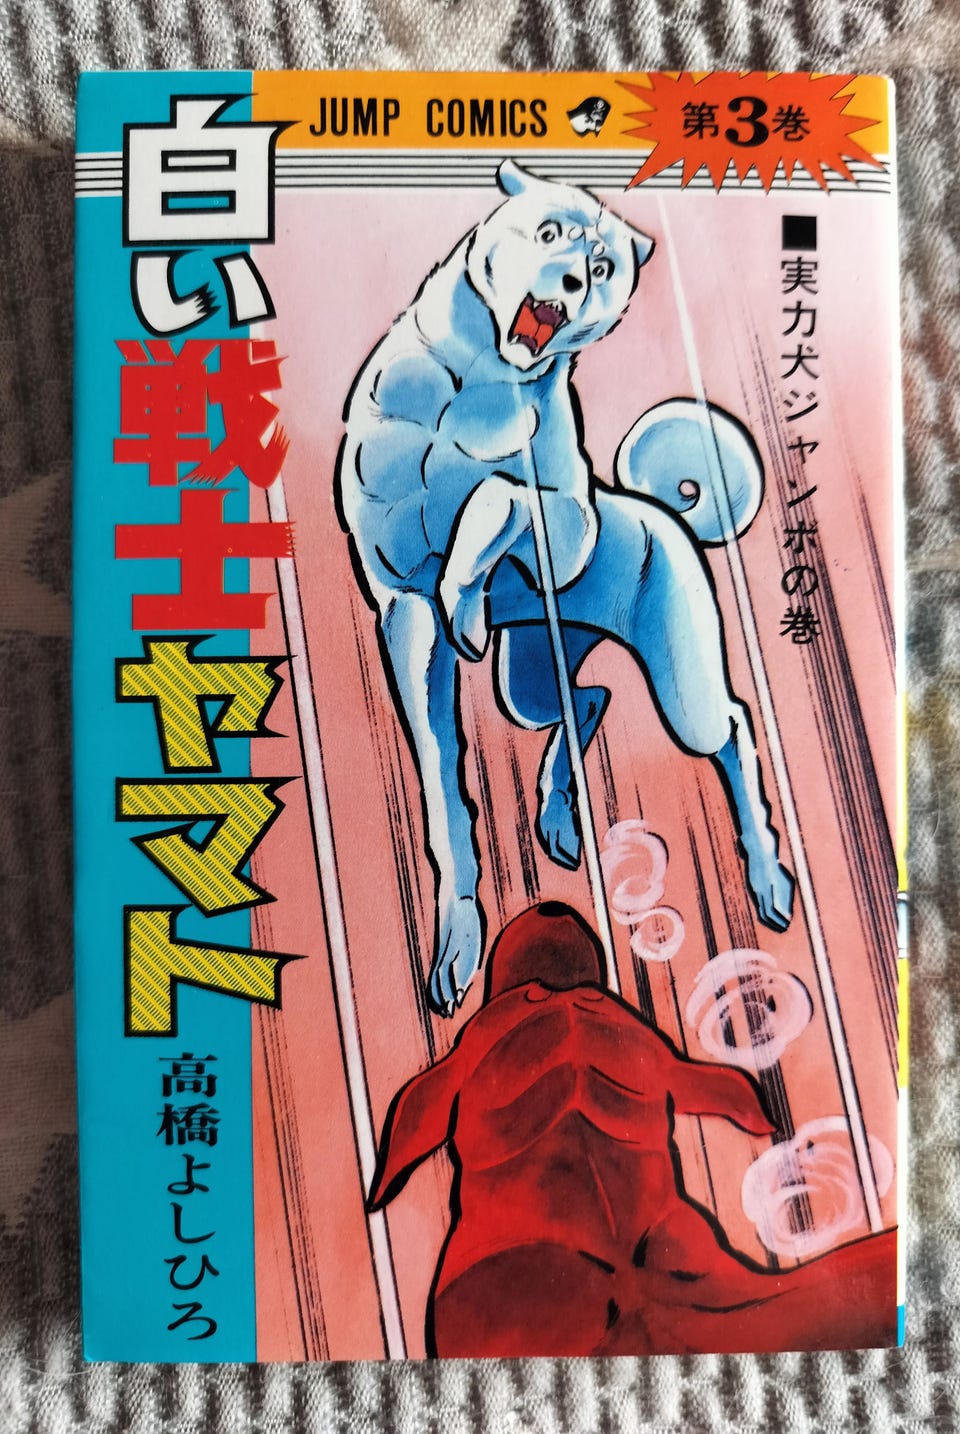 JUMP COMICS
第3巻
白い戦士ヤマト
高橋よしひろ
■実力犬ジャンボの巻